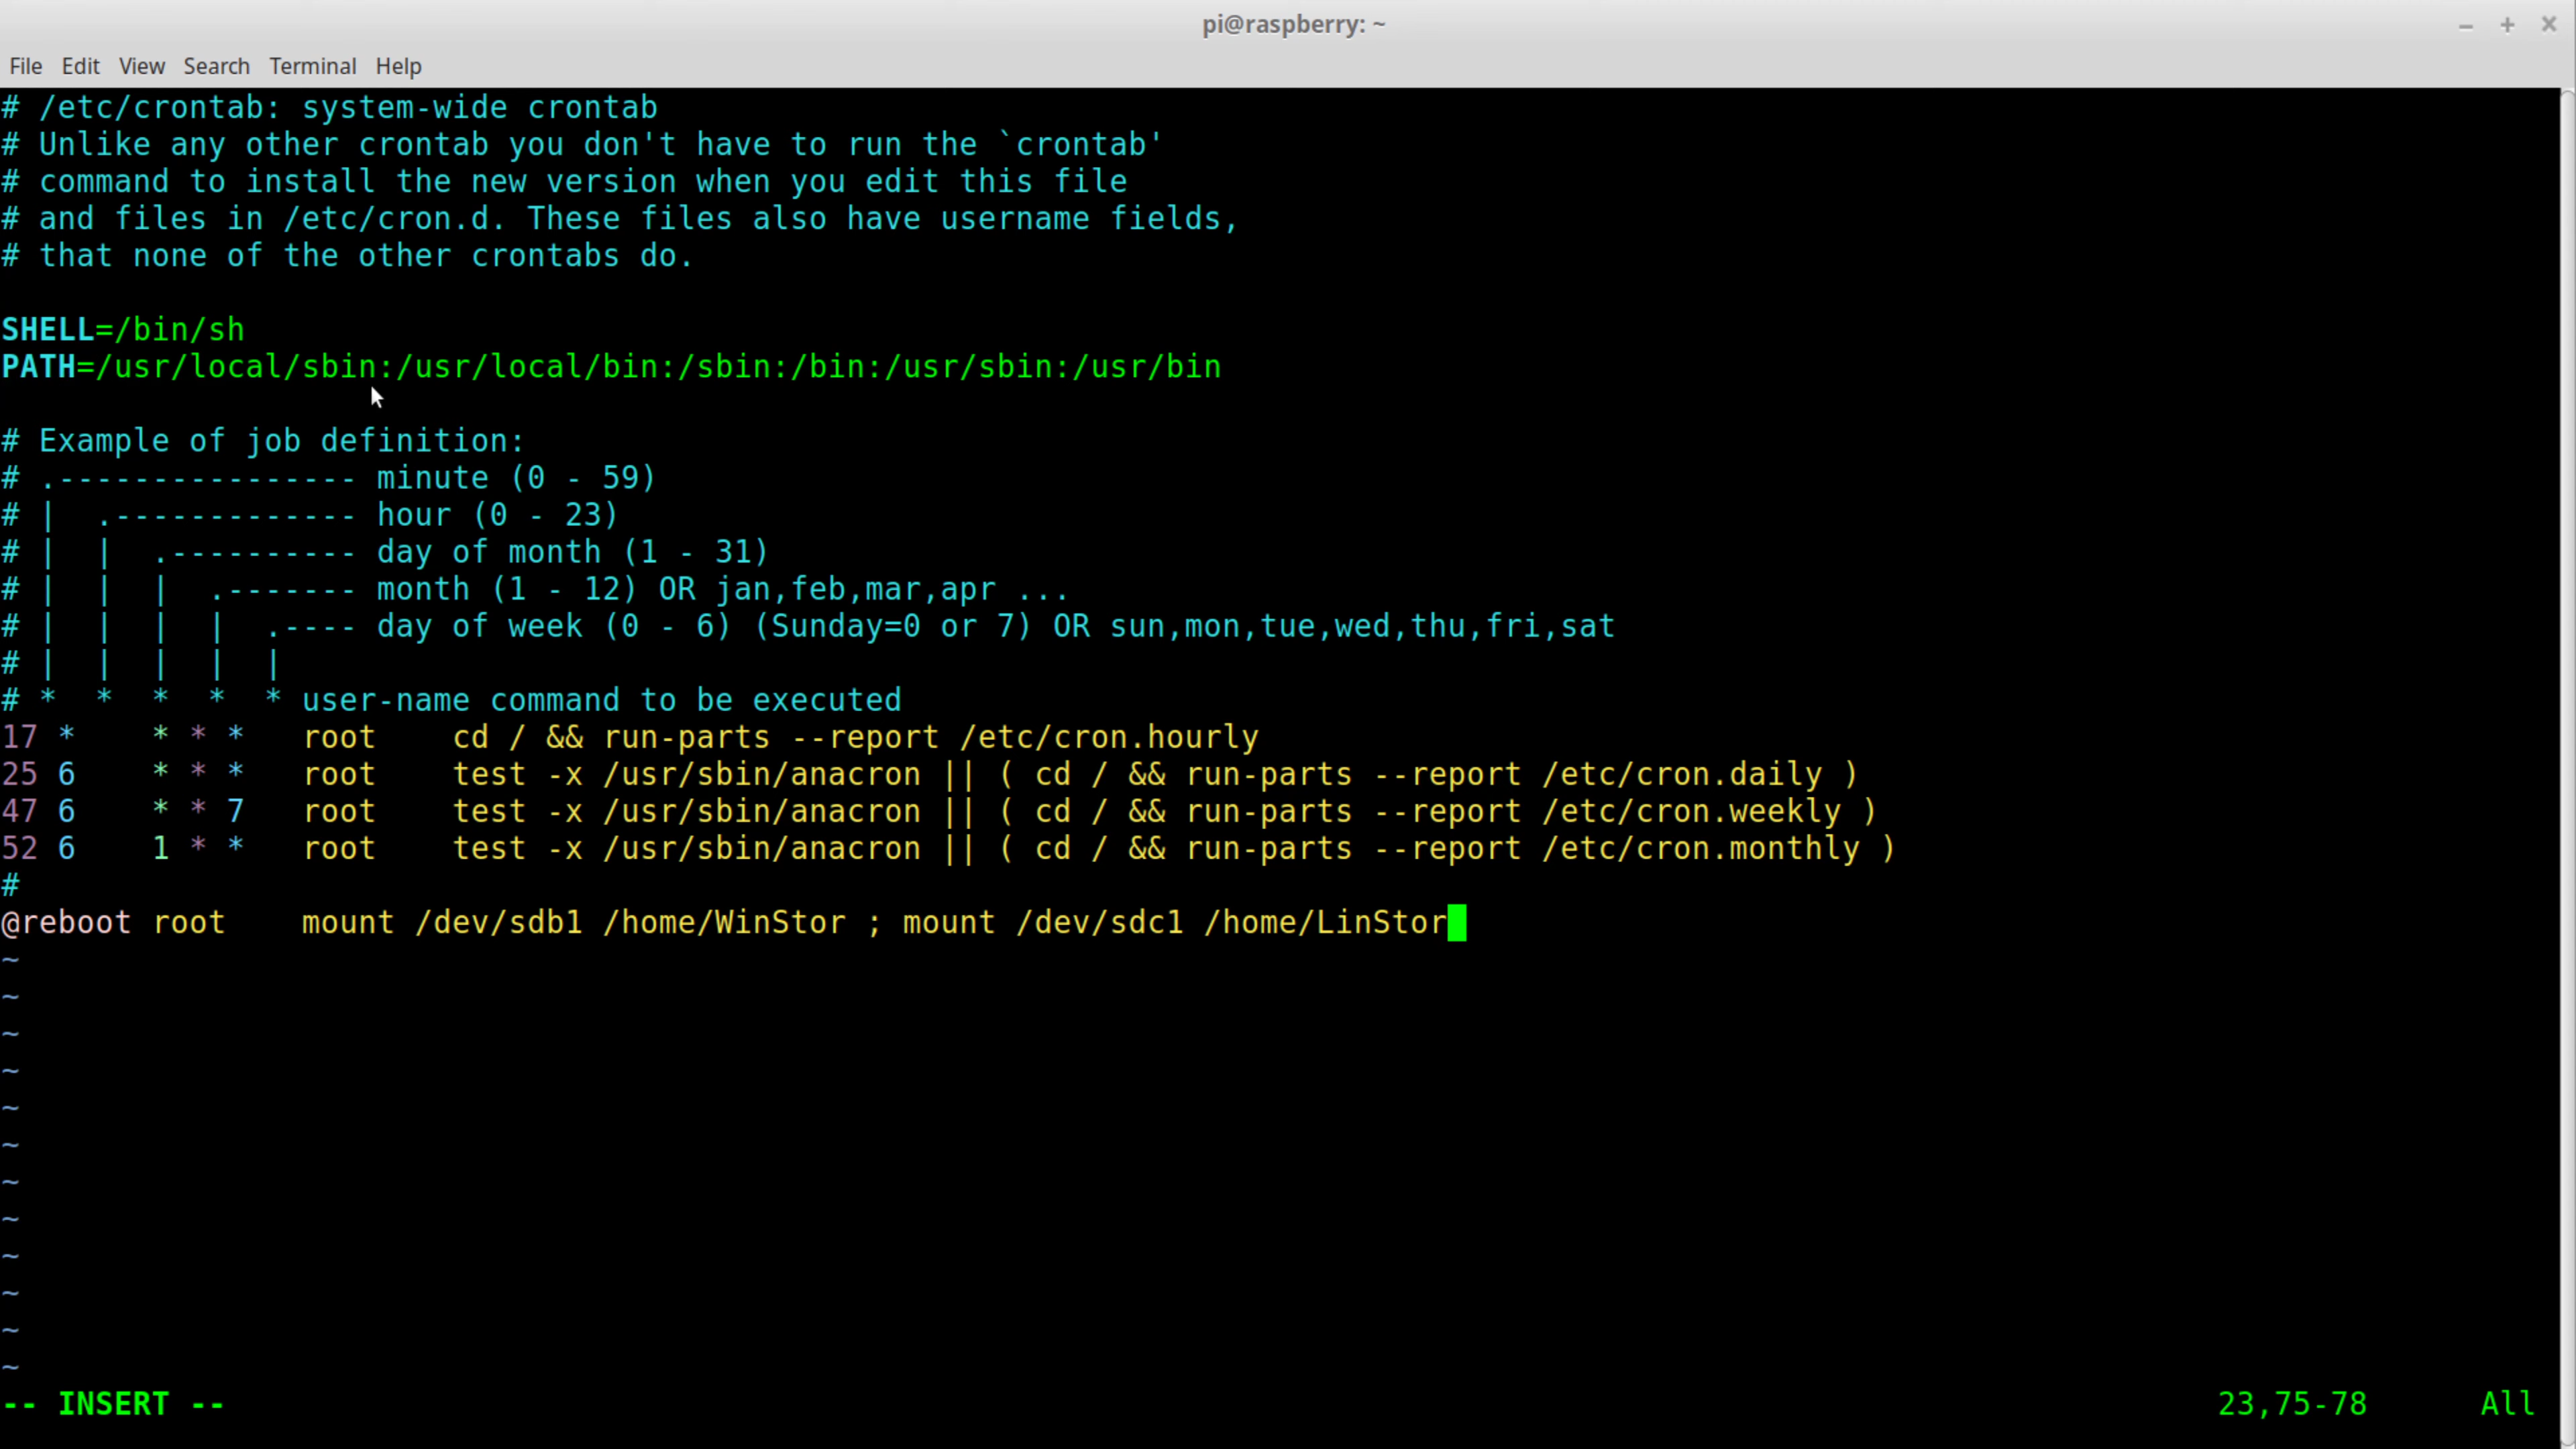 pi@raspberry: ~
File Edit View Search Terminal Help
# /etc/crontab: system-wide crontab
# Unlike any other crontab you don't have to run the `crontab'
# command to install the new version when you edit this file
# and files in /etc/cron.d. These files also have username fields,
# that none of the other crontabs do.
SHELL=/bin/sh
PATH=/usr/local/sbin:/usr/local/bin:/sbin:/bin:/usr/sbin:/usr/bin
# Example of job definition:
# .---------------- minute (0 - 59)
# |  .------------- hour (0 - 23)
# |  |  .---------- day of month (1 - 31)
# |  |  |  .------- month (1 - 12) OR jan,feb,mar,apr ...
# |  |  |  |  .---- day of week (0 - 6) (Sunday=0 or 7) OR sun,mon,tue,wed,thu,fri,sat
# |  |  |  |  |
# *  *  *  *  * user-name command to be executed
17 *    * * *   root    cd / && run-parts --report /etc/cron.hourly
25 6    * * *   root    test -x /usr/sbin/anacron || ( cd / && run-parts --report /etc/cron.daily )
47 6    * * 7   root    test -x /usr/sbin/anacron || ( cd / && run-parts --report /etc/cron.weekly )
52 6    1 * *   root    test -x /usr/sbin/anacron || ( cd / && run-parts --report /etc/cron.monthly )
#
@reboot root    mount /dev/sdb1 /home/WinStor ; mount /dev/sdc1 /home/LinStor
~
~
~
~
~
~
~
~
~
~
~
~
-- INSERT -- 23,75-78 All